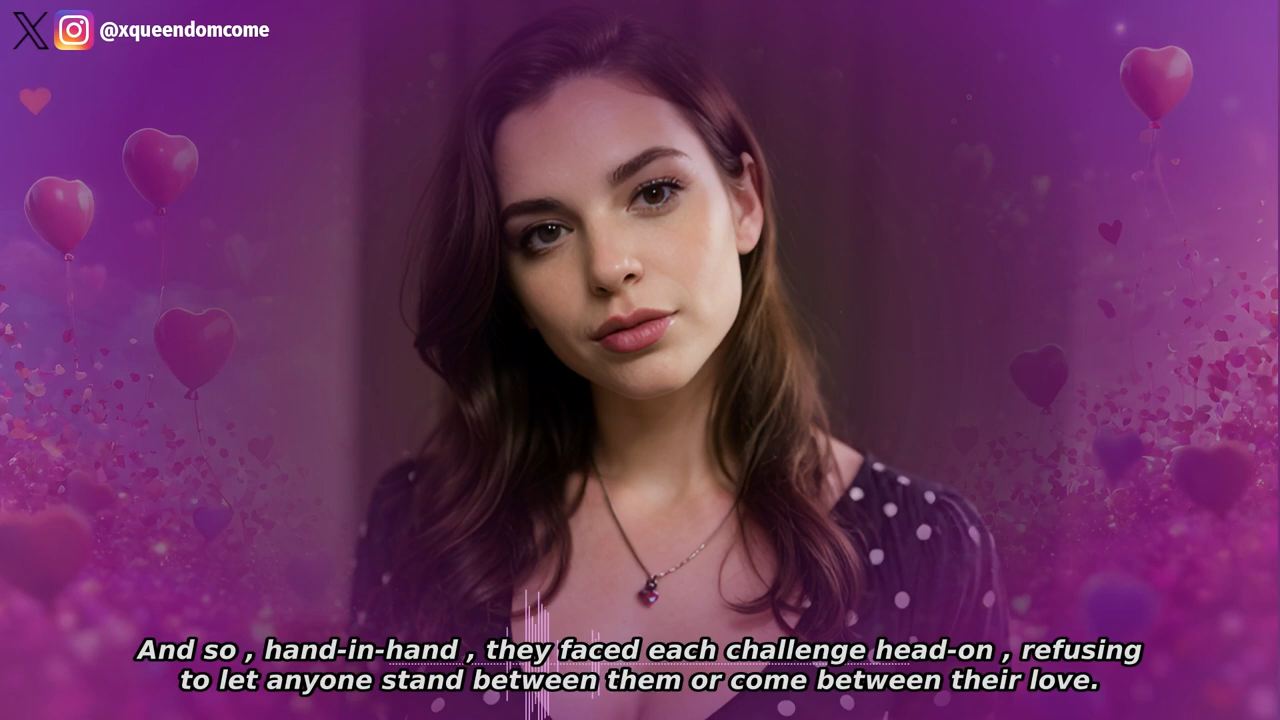 @xqueendomcome
And so , hand-in-hand , they faced each challenge head-on , refusing
to let anyone stand between them or come between their love.